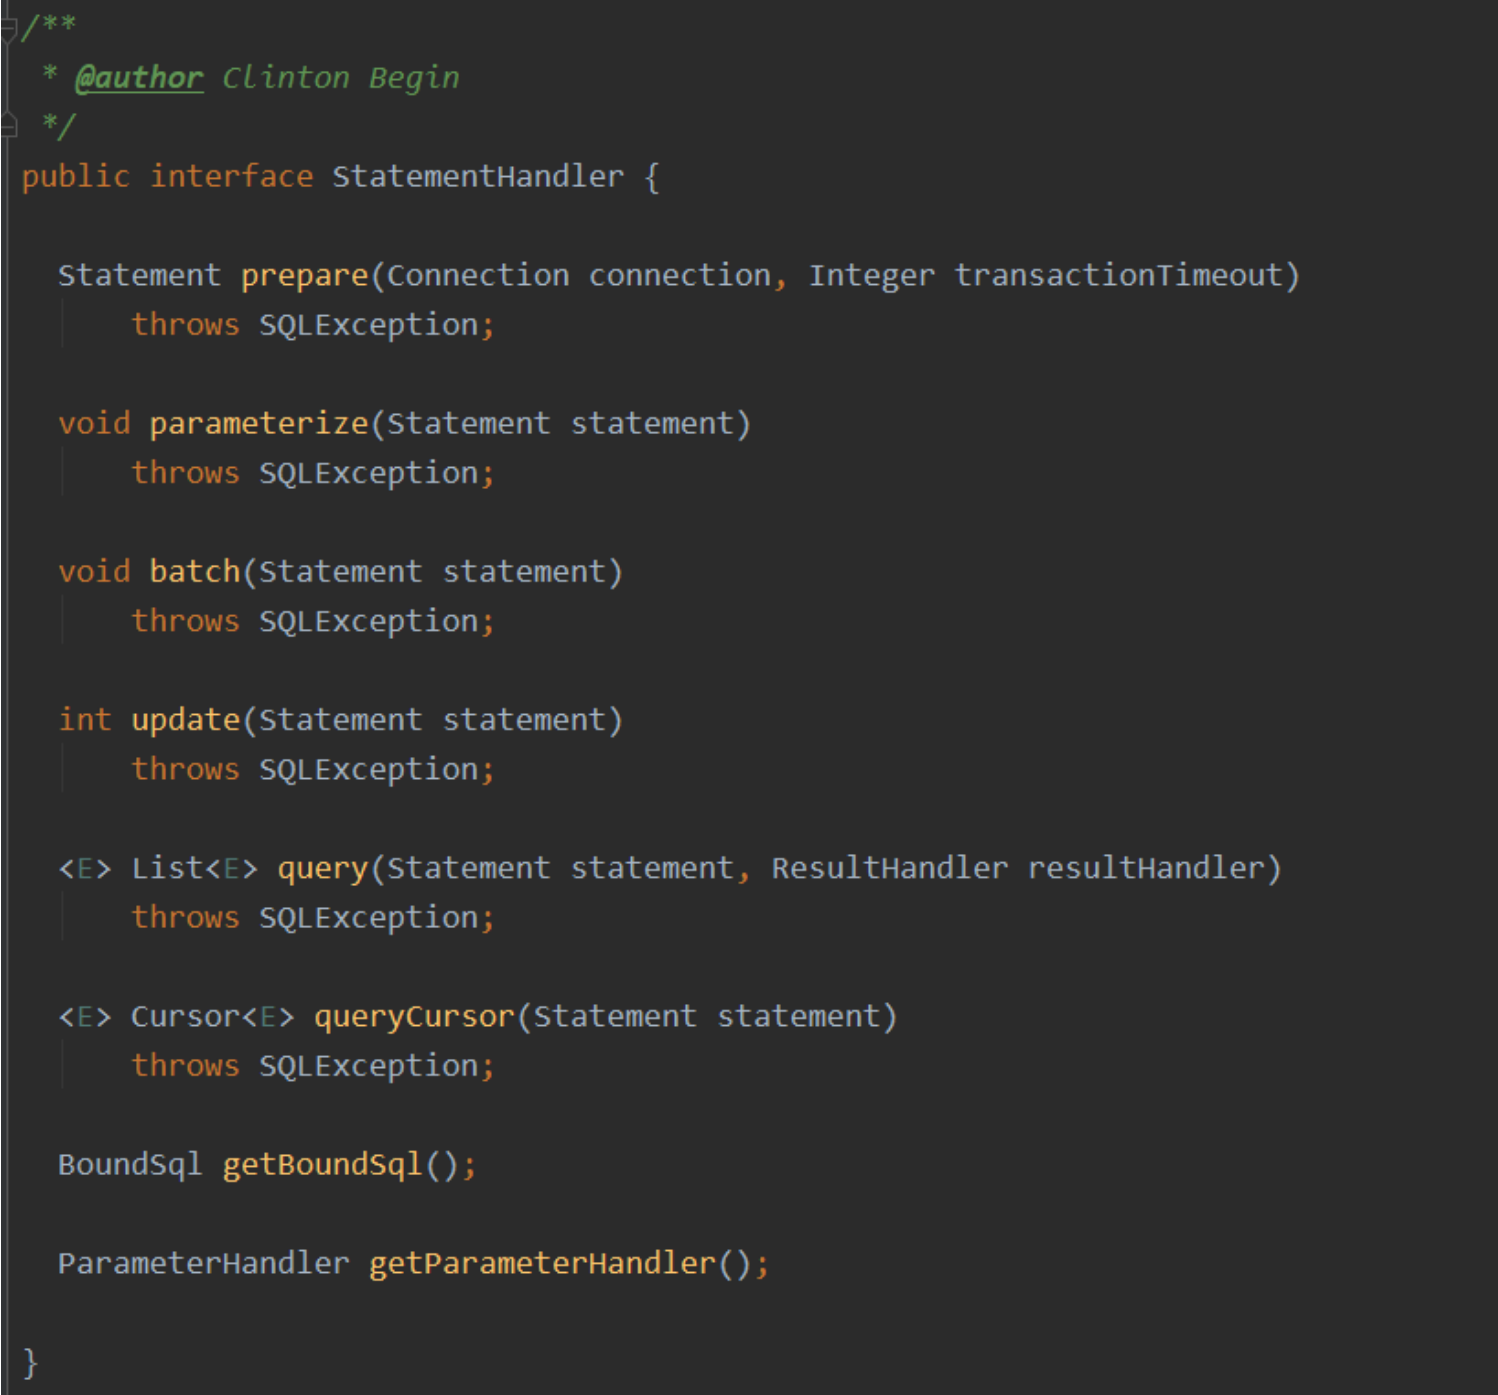 /**
 * @author Clinton Begin
 */
public interface StatementHandler {
  Statement prepare(Connection connection, Integer transactionTimeout)
      throws SQLException;
  void parameterize(Statement statement)
      throws SQLException;
  void batch(Statement statement)
      throws SQLException;
  int update(Statement statement)
      throws SQLException;
  <E> List<E> query(Statement statement, ResultHandler resultHandler)
      throws SQLException;
  <E> Cursor<E> queryCursor(Statement statement)
      throws SQLException;
  BoundSql getBoundSql();
  ParameterHandler getParameterHandler();
}